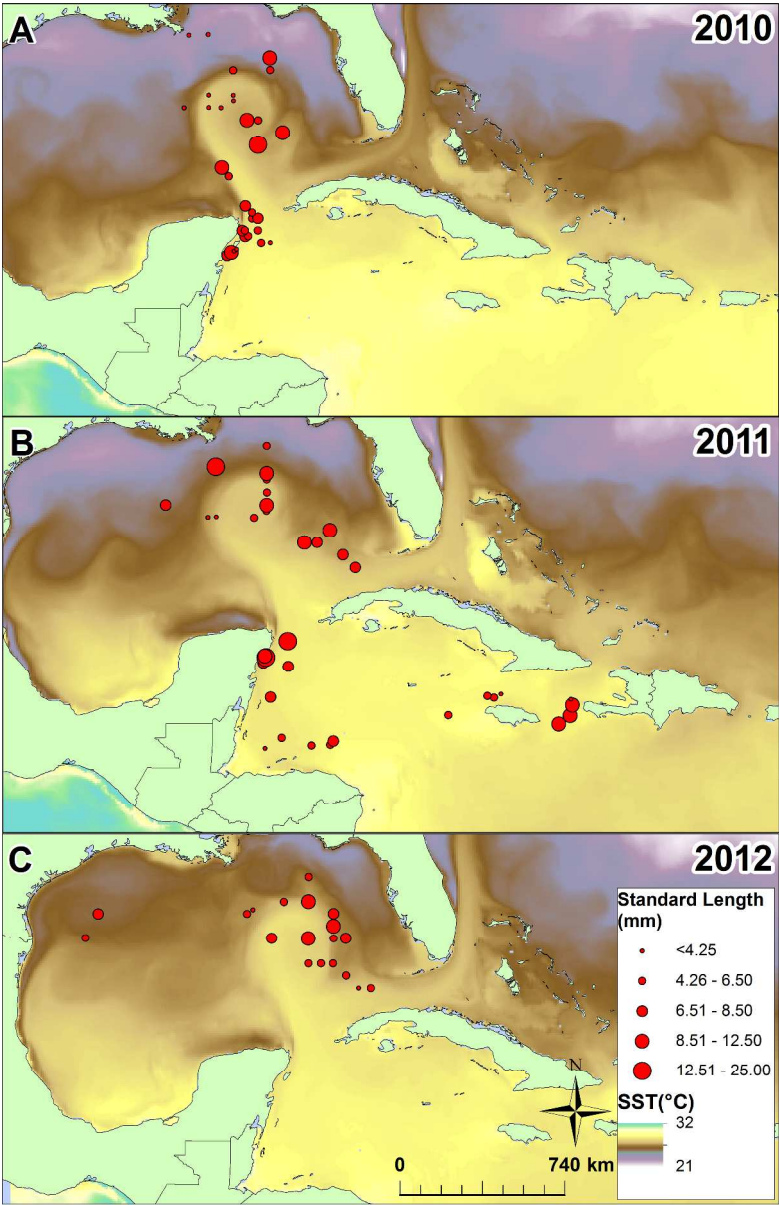 A
2010
B
2011
C
2012
Standard Length
(mm)
<4.25
4.26 - 6.50
6.51 - 8.50
8.51 - 12.50
12.51 - 25.00
N
SST(°C)
32
21
0
740 km